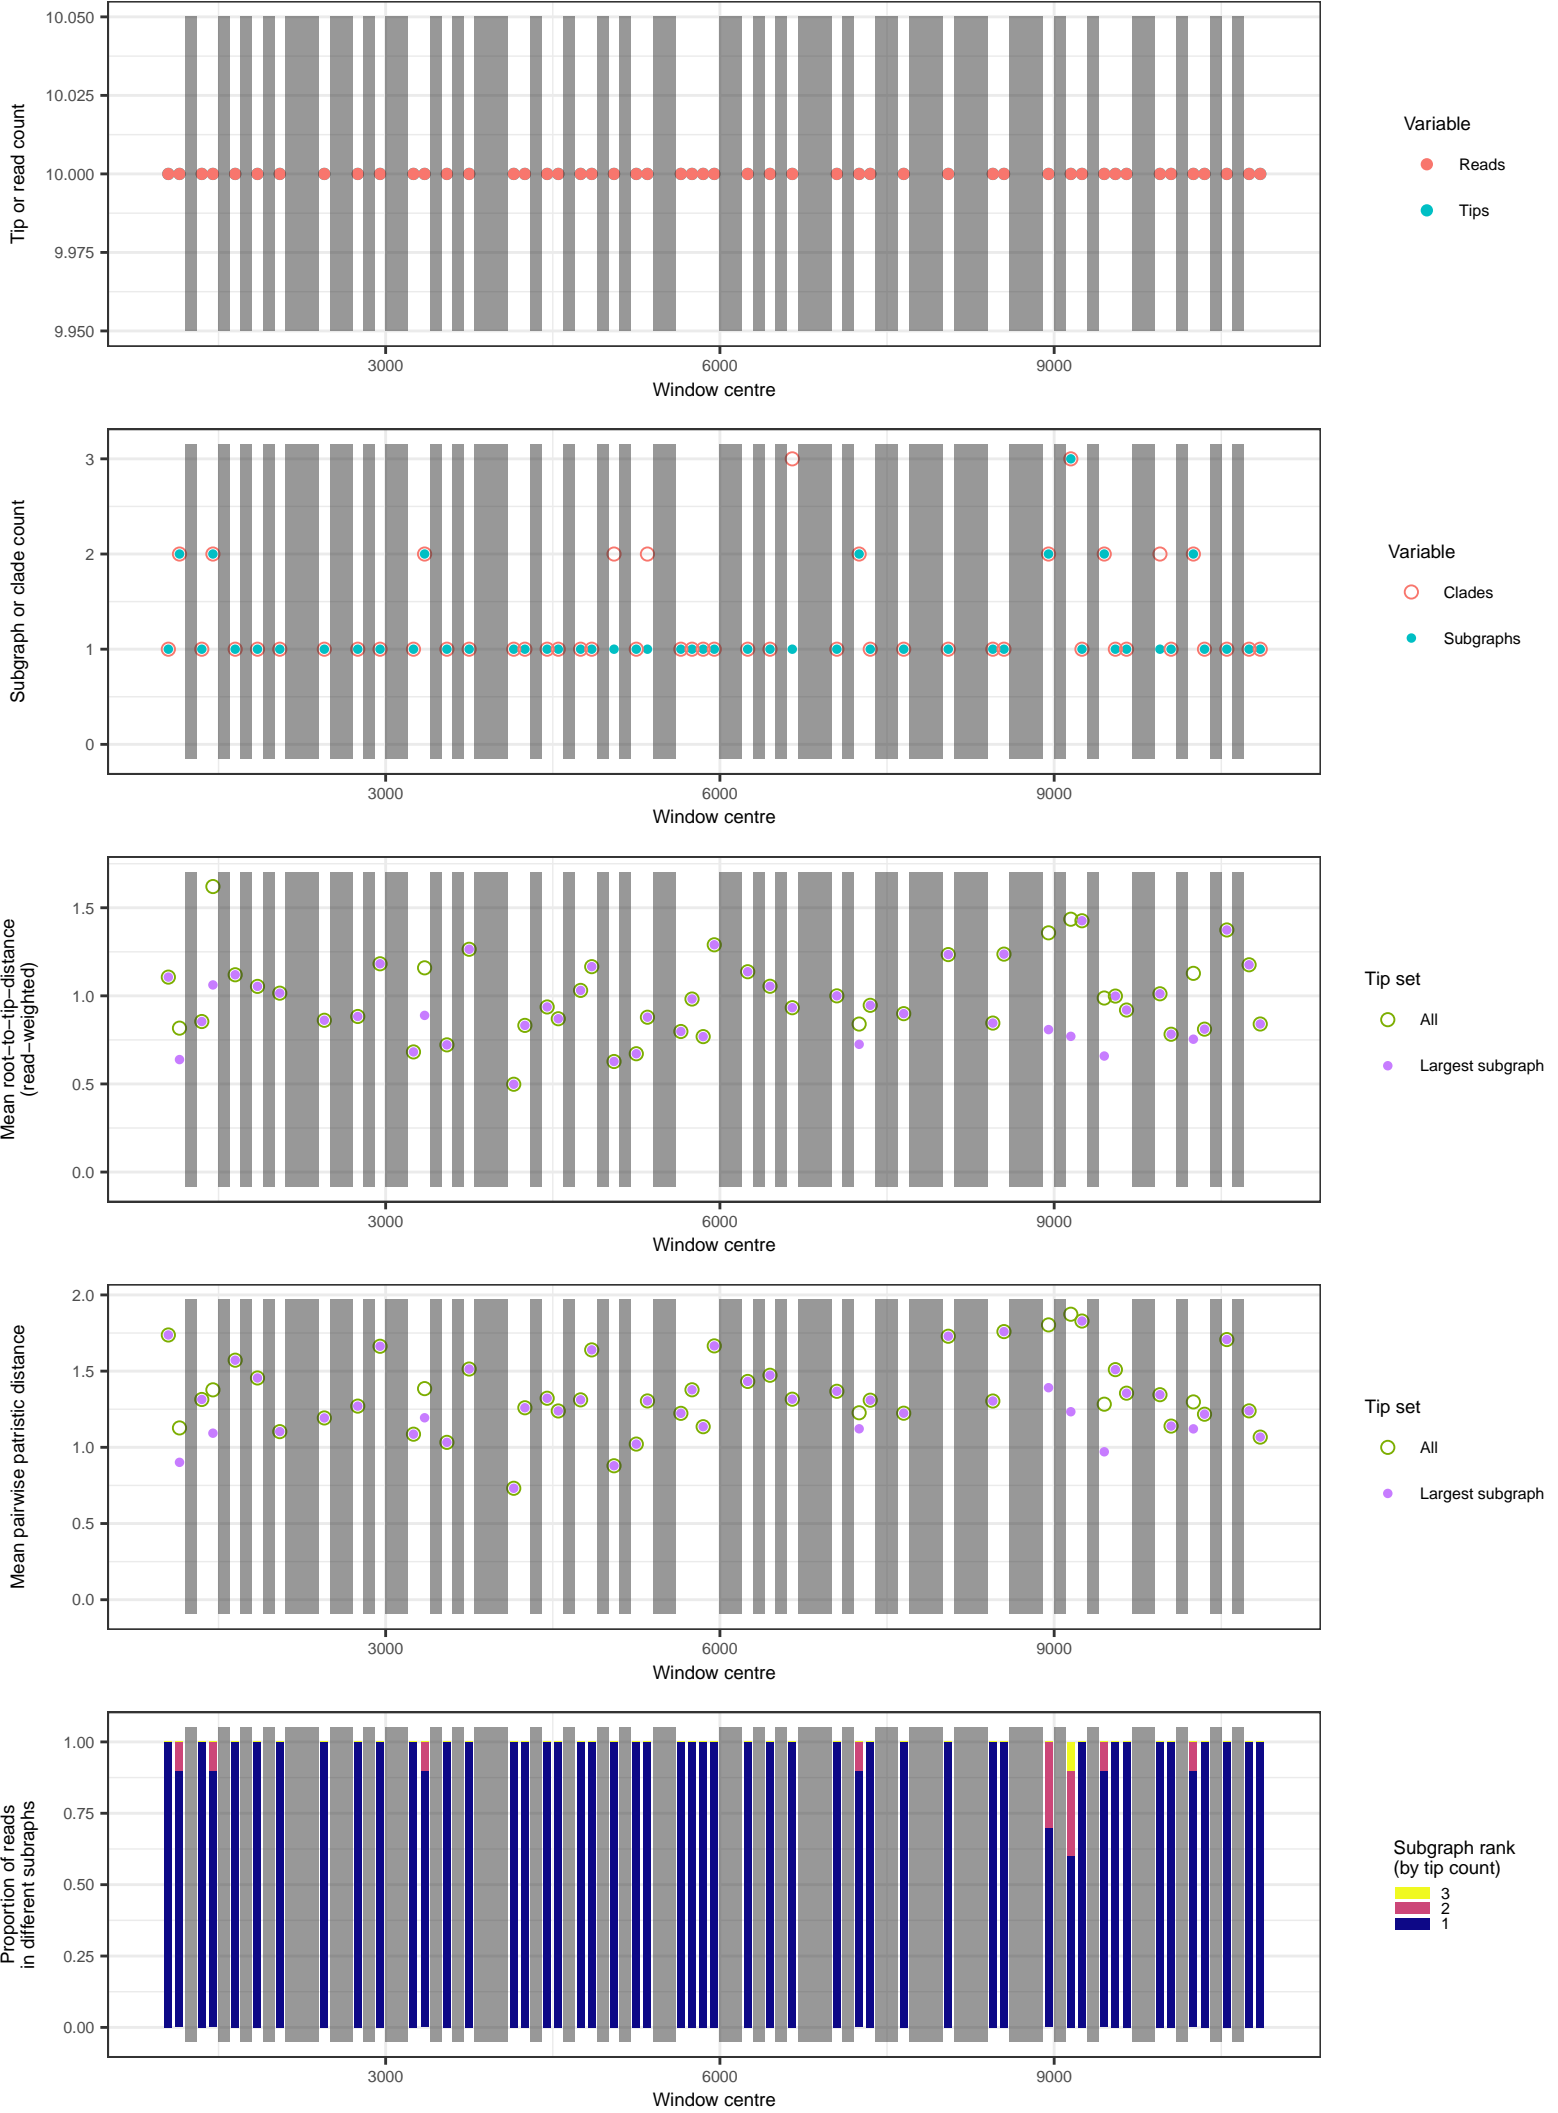 10.050
10.025
10.000
9.975
9.950
Tip or read count
3000
6000
9000
Window centre
Variable
Reads
Tips
3
2
1
0
Subgraph or clade count
3000
6000
9000
Window centre
Variable
Clades
Subgraphs
1.5
1.0
0.5
0.0
Mean root−to−tip−distance
(read−weighted)
3000
6000
9000
Window centre
Tip set
All
Largest subgraph
2.0
1.5
1.0
0.5
0.0
Mean pairwise patristic distance
3000
6000
9000
Window centre
Tip set
All
Largest subgraph
1.00
0.75
0.50
0.25
0.00
Proportion of reads
in different subraphs
3000
6000
9000
Window centre
Subgraph rank
(by tip count)
3
2
1